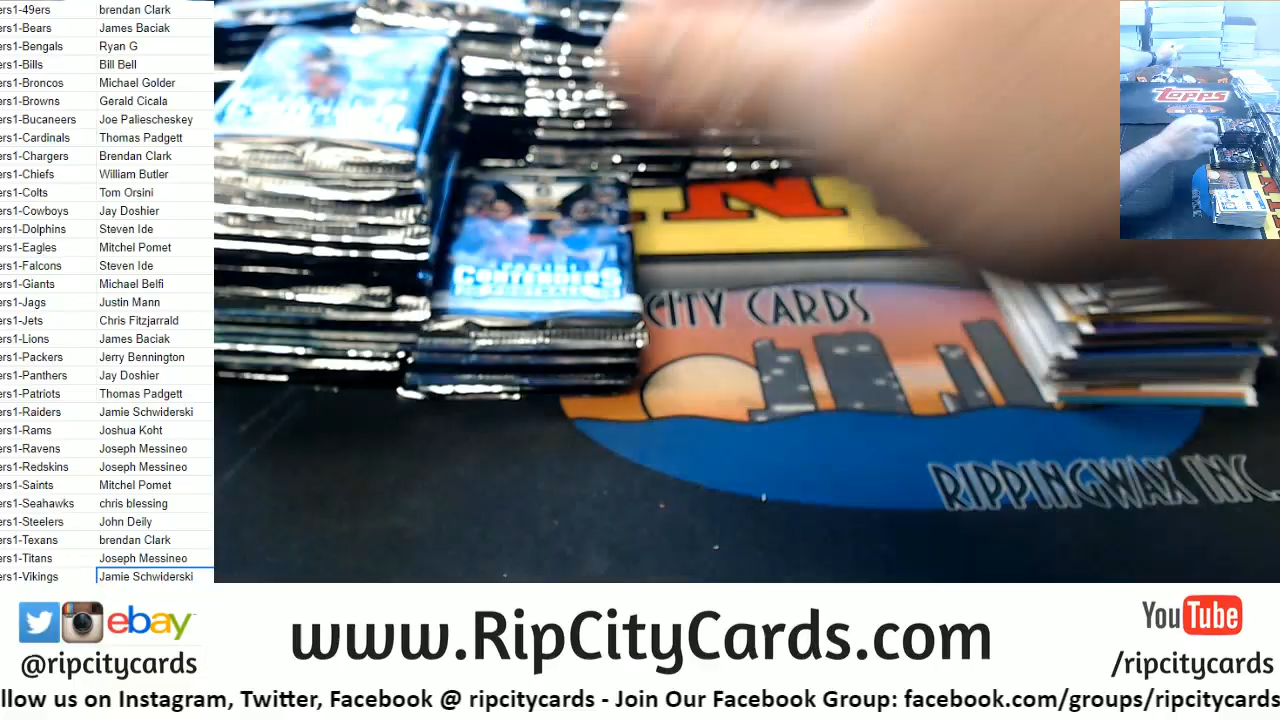 ers1-49ers brendan Clark
ers1-Bears James Baciak
ers1-Bengals Ryan G
ers1-Bills Bill Bell
ers1-Broncos Michael Golder
ers1-Browns Gerald Cicala
ers1-Bucaneers Joe Paliescheskey
ers1-Cardinals Thomas Padgett
ers1-Chargers Brendan Clark
ers1-Chiefs William Butler
ers1-Colts Tom Orsini
ers1-Cowboys Jay Doshier
ers1-Dolphins Steven Ide
ers1-Eagles Mitchel Pomet
ers1-Falcons Steven Ide
ers1-Giants Michael Belfi
ers1-Jags Justin Mann
ers1-Jets Chris Fitzjarrald
ers1-Lions James Baciak
ers1-Packers Jerry Bennington
ers1-Panthers Jay Doshier
ers1-Patriots Thomas Padgett
ers1-Raiders Jamie Schwiderski
ers1-Rams Joshua Koht
ers1-Ravens Joseph Messineo
ers1-Redskins Joseph Messineo
ers1-Saints Mitchel Pomet
ers1-Seahawks chris blessing
ers1-Steelers John Deily
ers1-Texans brendan Clark
ers1-Titans Joseph Messineo
ers1-Vikings Jamie Schwiderski
Topps
PANINI
CONTENDERS
N
CITY CARDS
RIPPINGWAX INC.
ebay
@ripcitycards
www.RipCityCards.com
YouTube
/ripcitycards
llow us on Instagram, Twitter, Facebook @ ripcitycards - Join Our Facebook Group: facebook.com/groups/ripcitycards